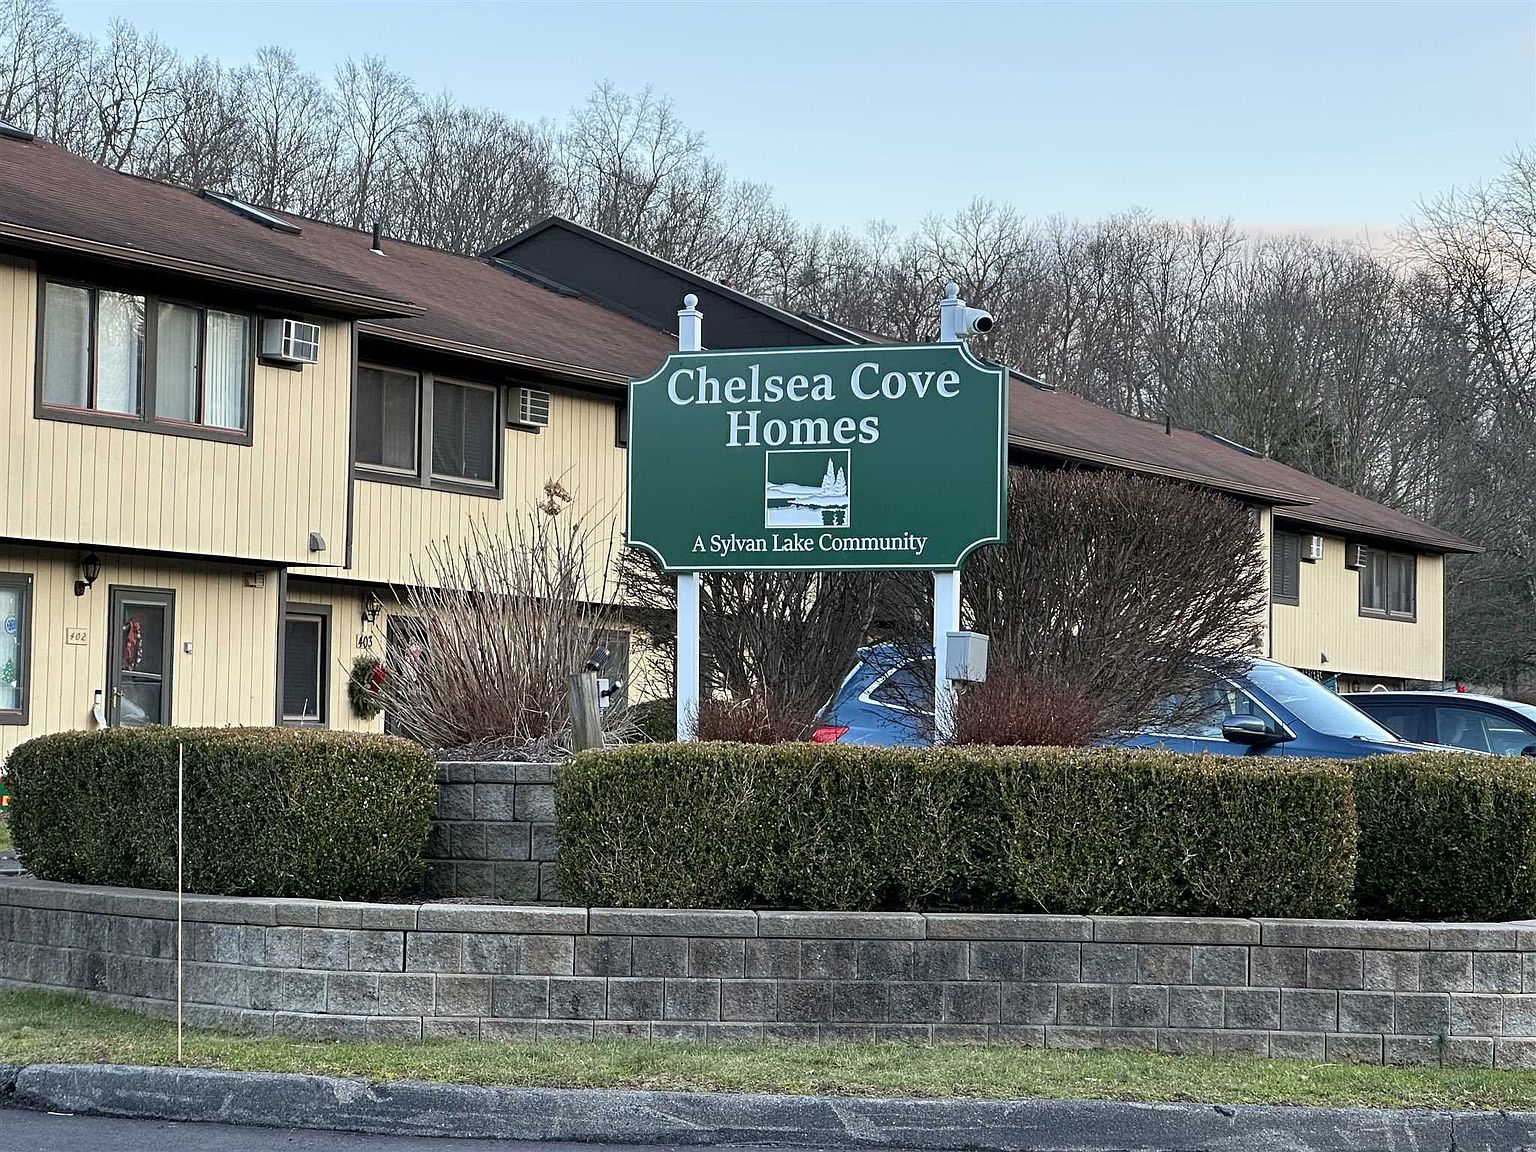 Chelsea Cove
Homes
A Sylvan Lake Community
402
403